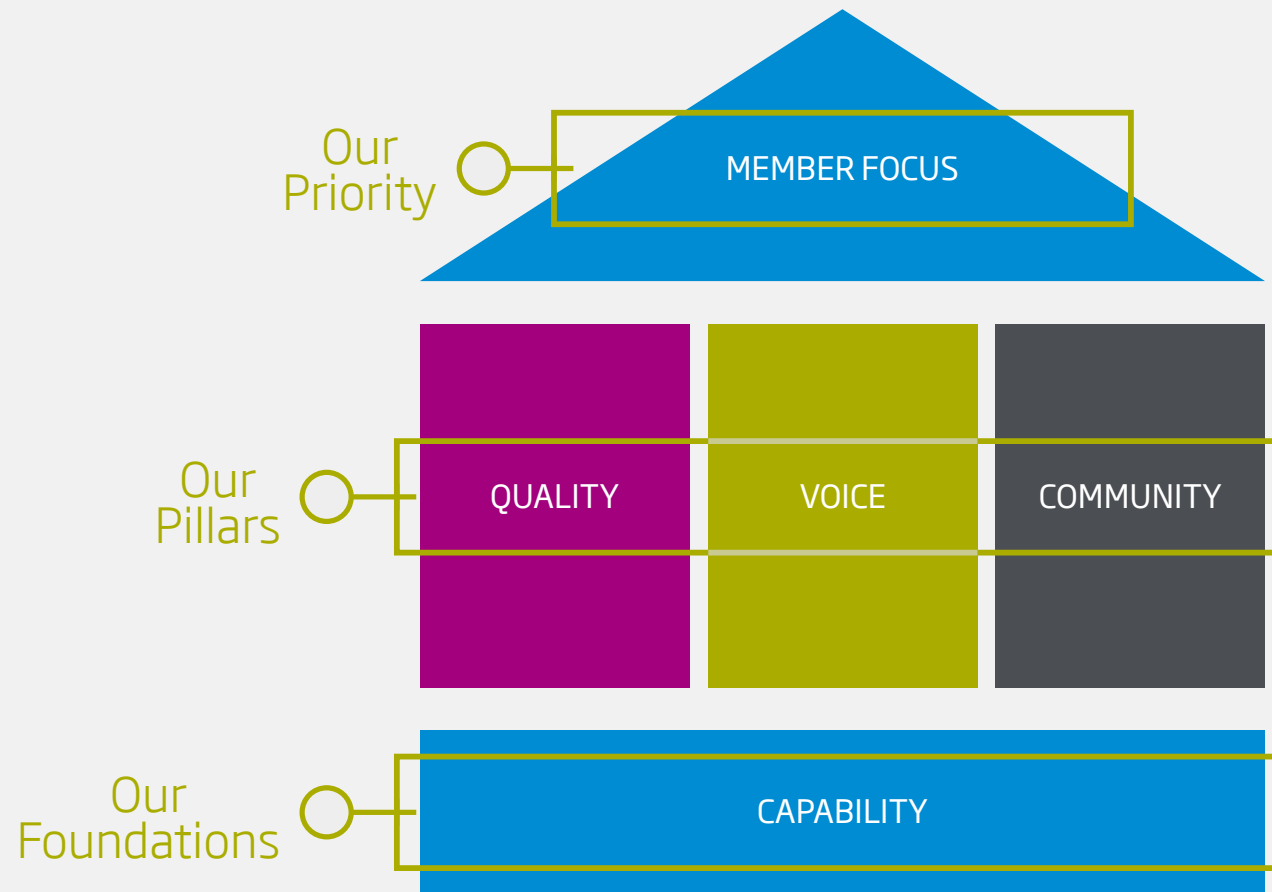 Our
Priority
MEMBER FOCUS
Our
Pillars
QUALITY
VOICE
COMMUNITY
Our
Foundations
CAPABILITY